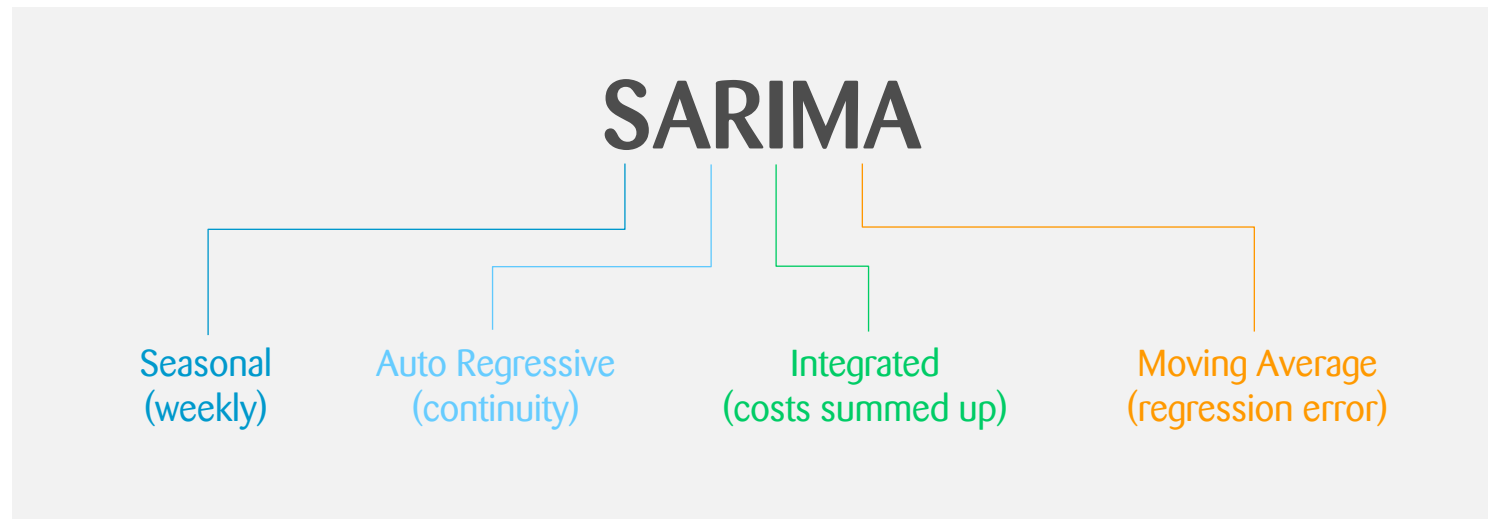 SARIMA
Seasonal
(weekly)
Auto Regressive
(continuity)
Integrated
(costs summed up)
Moving Average
(regression error)